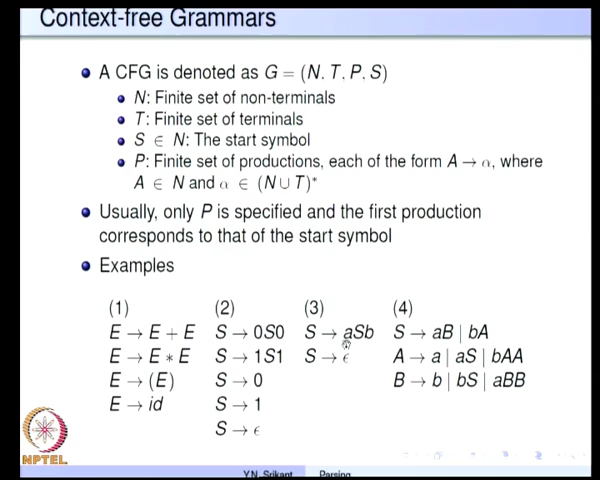 Context-free Grammars
A CFG is denoted as G = (N, T, P, S)
N: Finite set of non-terminals
T: Finite set of terminals
S ∈ N: The start symbol
P: Finite set of productions, each of the form A → α, where
A ∈ N and α ∈ (N ∪ T)*
Usually, only P is specified and the first production
corresponds to that of the start symbol
Examples
(1) (2) (3) (4)
E → E + E S → 0S0 S → aSb S → aB | bA
E → E * E S → 1S1 S → ϵ A → a | aS | bAA
E → (E) S → 0 B → b | bS | aBB
E → id S → 1
S → ϵ
NPTEL
Y.N. Srikant Parsing